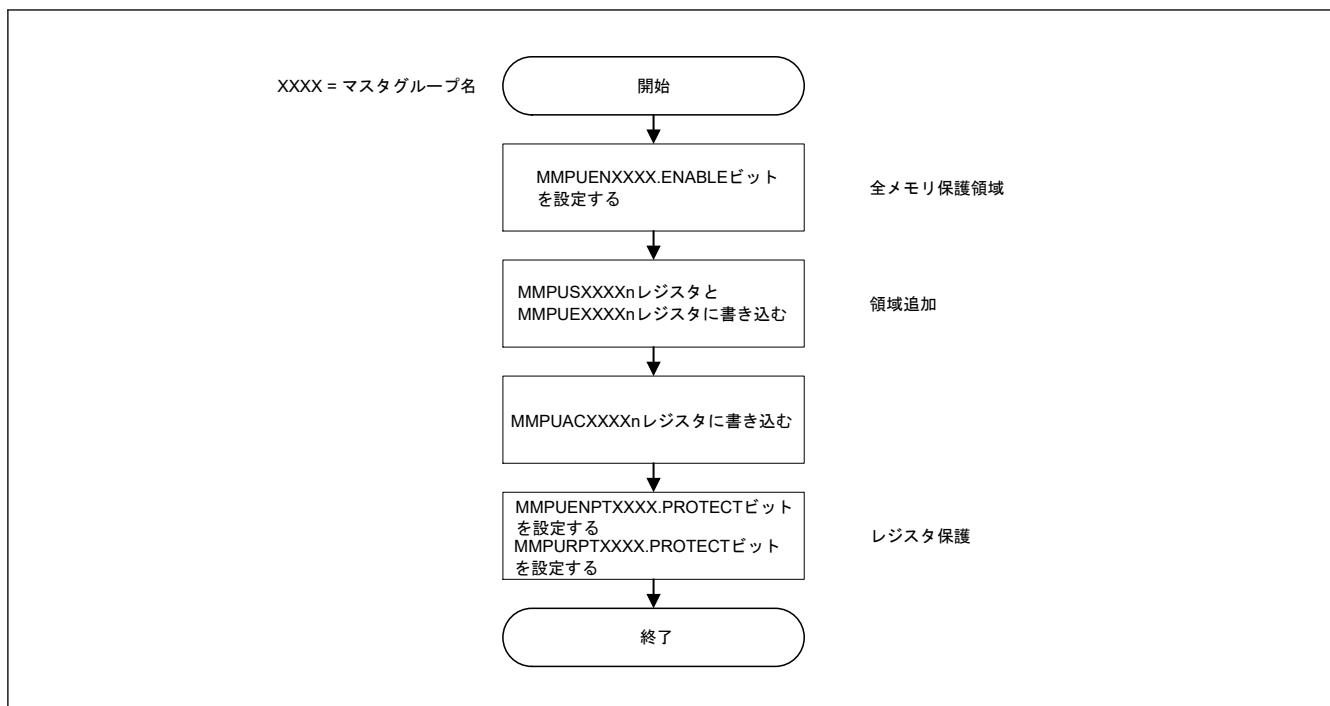 XXXX = マスタグループ名
開始
MMPUENXXXX.ENABLEビット
を設定する
全メモリ保護領域
MMPUSXXXXnレジスタと
MMPUEXXXXnレジスタに書き込む
領域追加
MMPUACXXXXnレジスタに書き込む
MMPUENPTXXXX.PROTECTビット
を設定する
MMPURPTXXXX.PROTECTビット
を設定する
レジスタ保護
終了